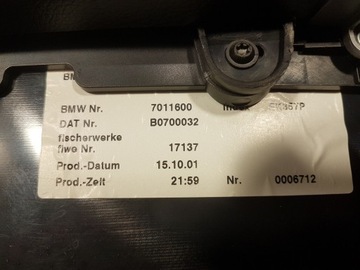 BMW Nr. 7011600
DAT Nr. B0700032
fischerwerke
fiwe Nr. 17137
Prod.-Datum 15.10.01
Prod.-Zeit 21:59 Nr. 0006712